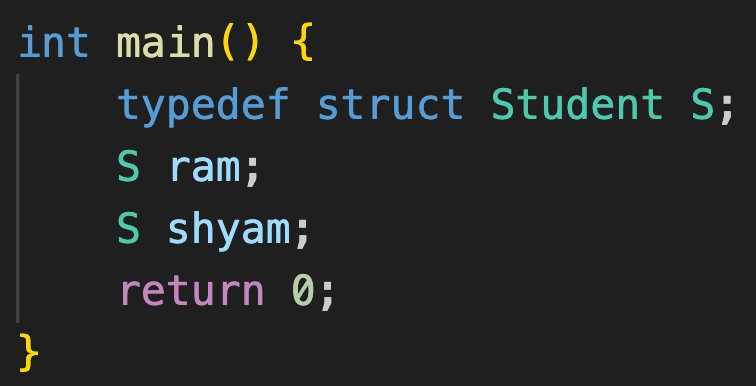 int main() {
    typedef struct Student S;
    S ram;
    S shyam;
    return 0;
}